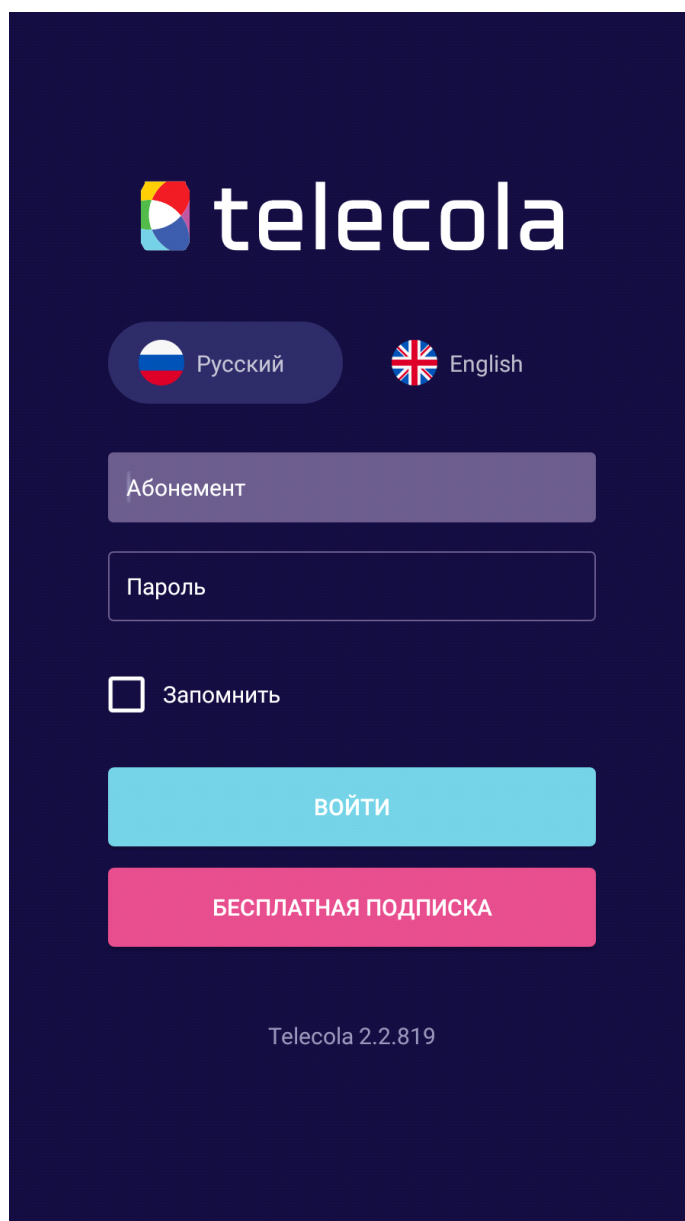 telecola
Русский English
Абонемент
Пароль
Запомнить
ВОЙТИ
БЕСПЛАТНАЯ ПОДПИСКА
Telecola 2.2.819